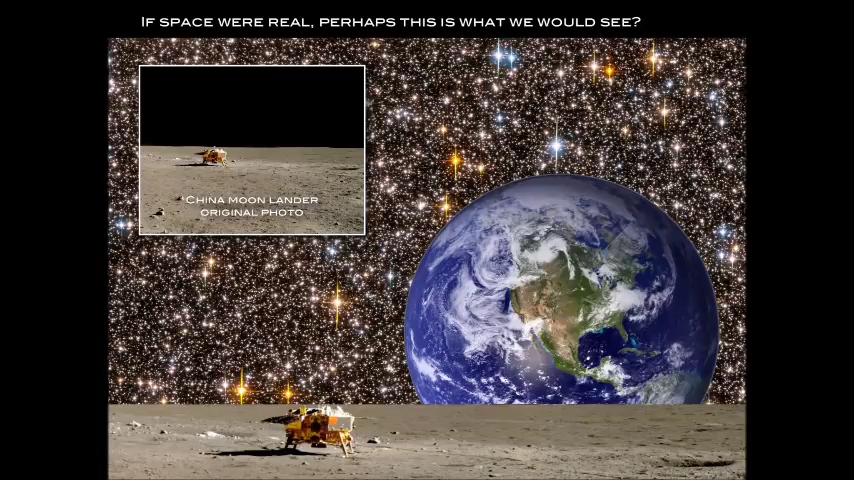 If space were real, perhaps this is what we would see?
*China moon lander
original photo